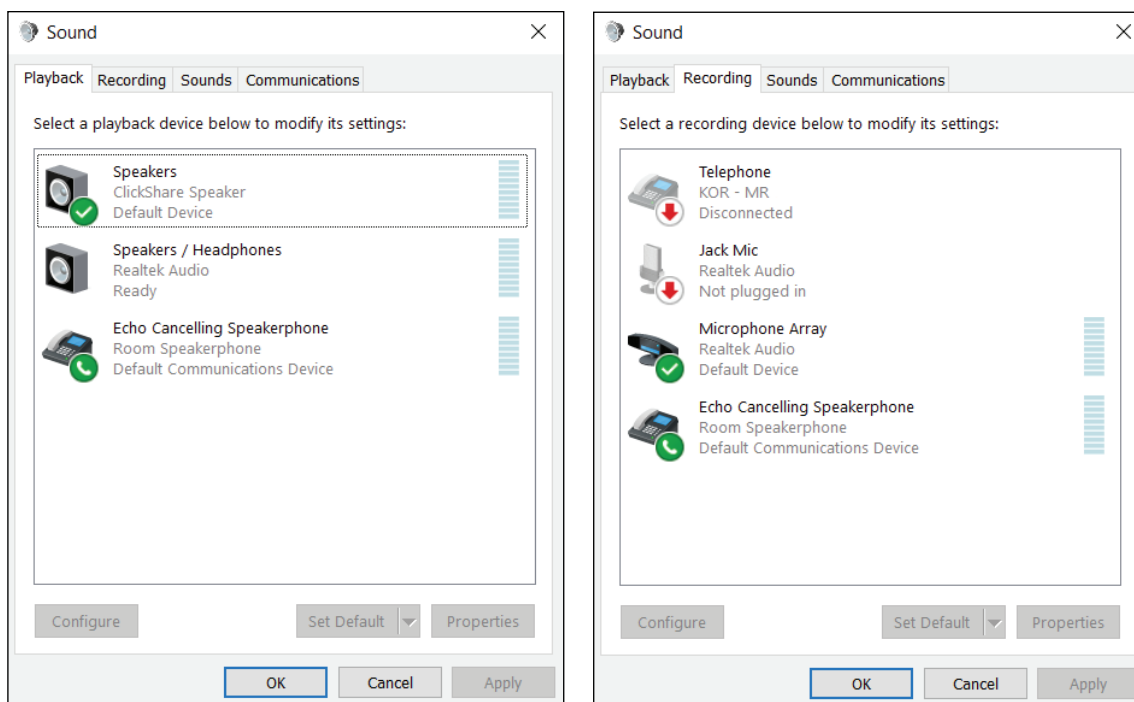 Sound
Playback Recording Sounds Communications
Select a playback device below to modify its settings:
Speakers
ClickShare Speaker
Default Device
Speakers / Headphones
Realtek Audio
Ready
Echo Cancelling Speakerphone
Room Speakerphone
Default Communications Device
Configure Set Default Properties
OK Cancel Apply
Sound
Playback Recording Sounds Communications
Select a recording device below to modify its settings:
Telephone
KOR - MR
Disconnected
Jack Mic
Realtek Audio
Not plugged in
Microphone Array
Realtek Audio
Default Device
Echo Cancelling Speakerphone
Room Speakerphone
Default Communications Device
Configure Set Default Properties
OK Cancel Apply